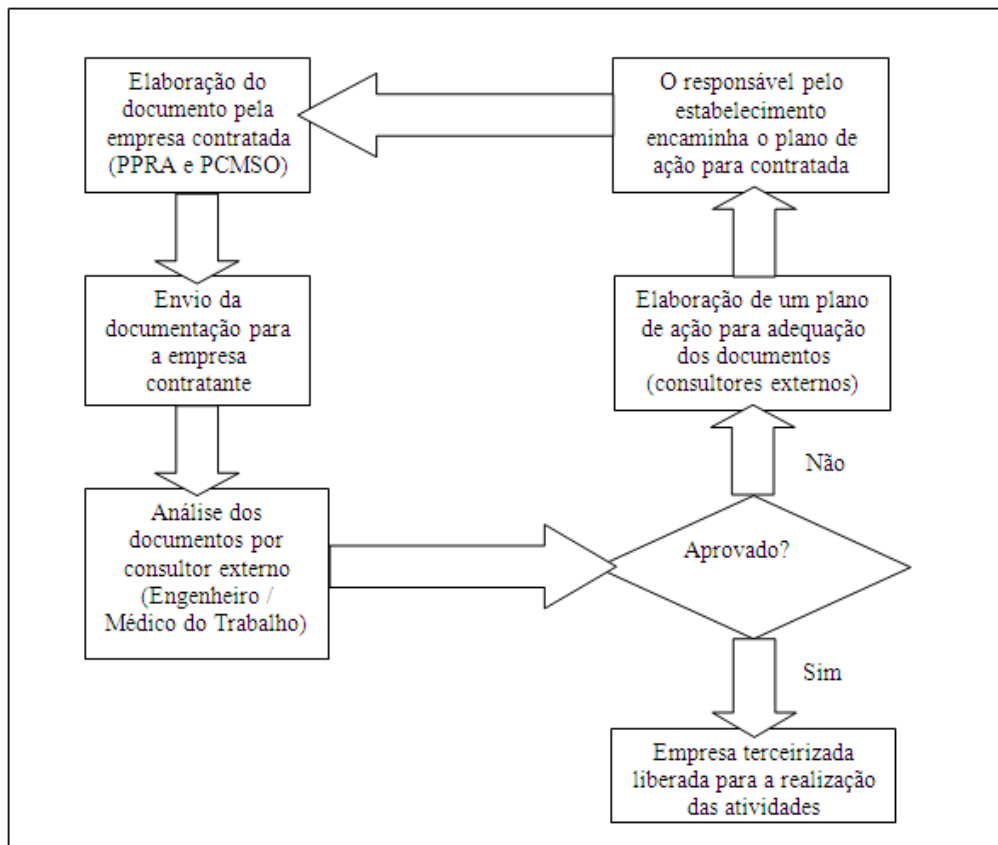 Elaboração do
documento pela
empresa contratada
(PPRA e PCMSO)
Envio da
documentação para
a empresa
contratante
Análise dos
documentos por
consultor externo
(Engenheiro /
Médico do Trabalho)
Aprovado?
Não
Elaboração de um plano
de ação para adequação
dos documentos
(consultores externos)
O responsável pelo
estabelecimento
encaminha o plano de
ação para contratada
Sim
Empresa terceirizada
liberada para a realização
das atividades